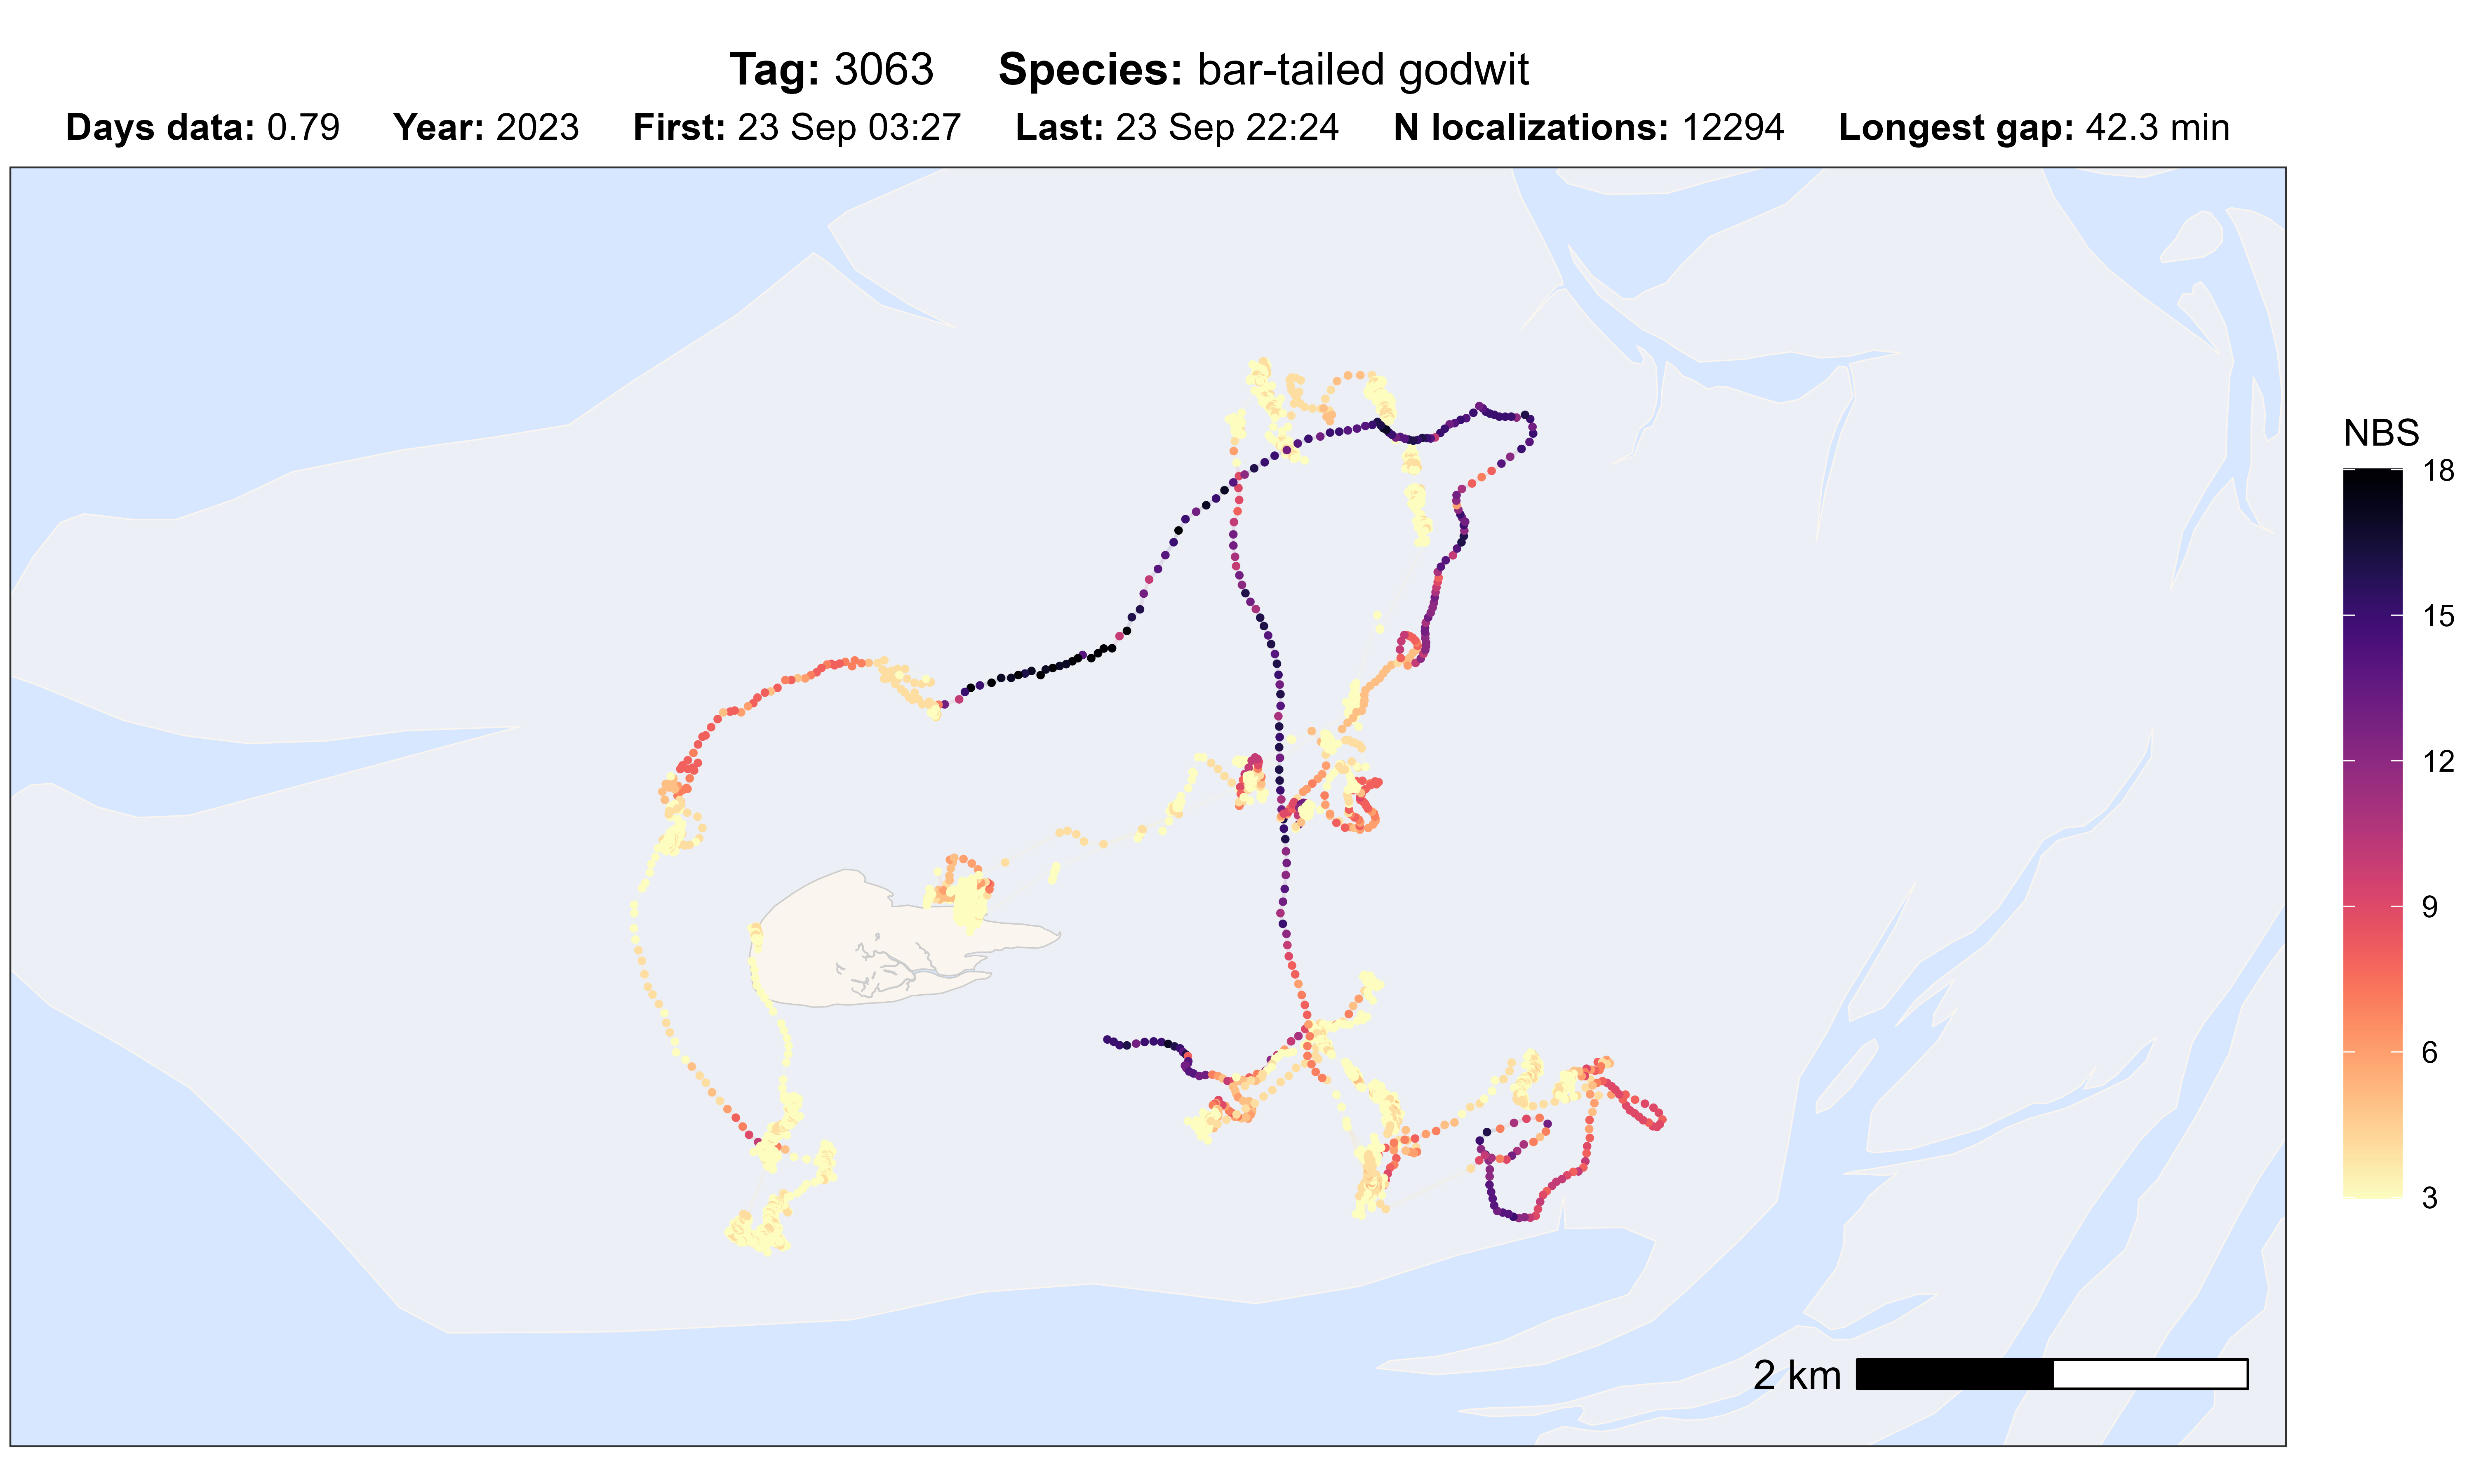 Tag: 3063 Species: bar-tailed godwit
Days data: 0.79 Year: 2023 First: 23 Sep 03:27 Last: 23 Sep 22:24 N localizations: 12294 Longest gap: 42.3 min
NBS
18
15
12
9
6
3
2 km